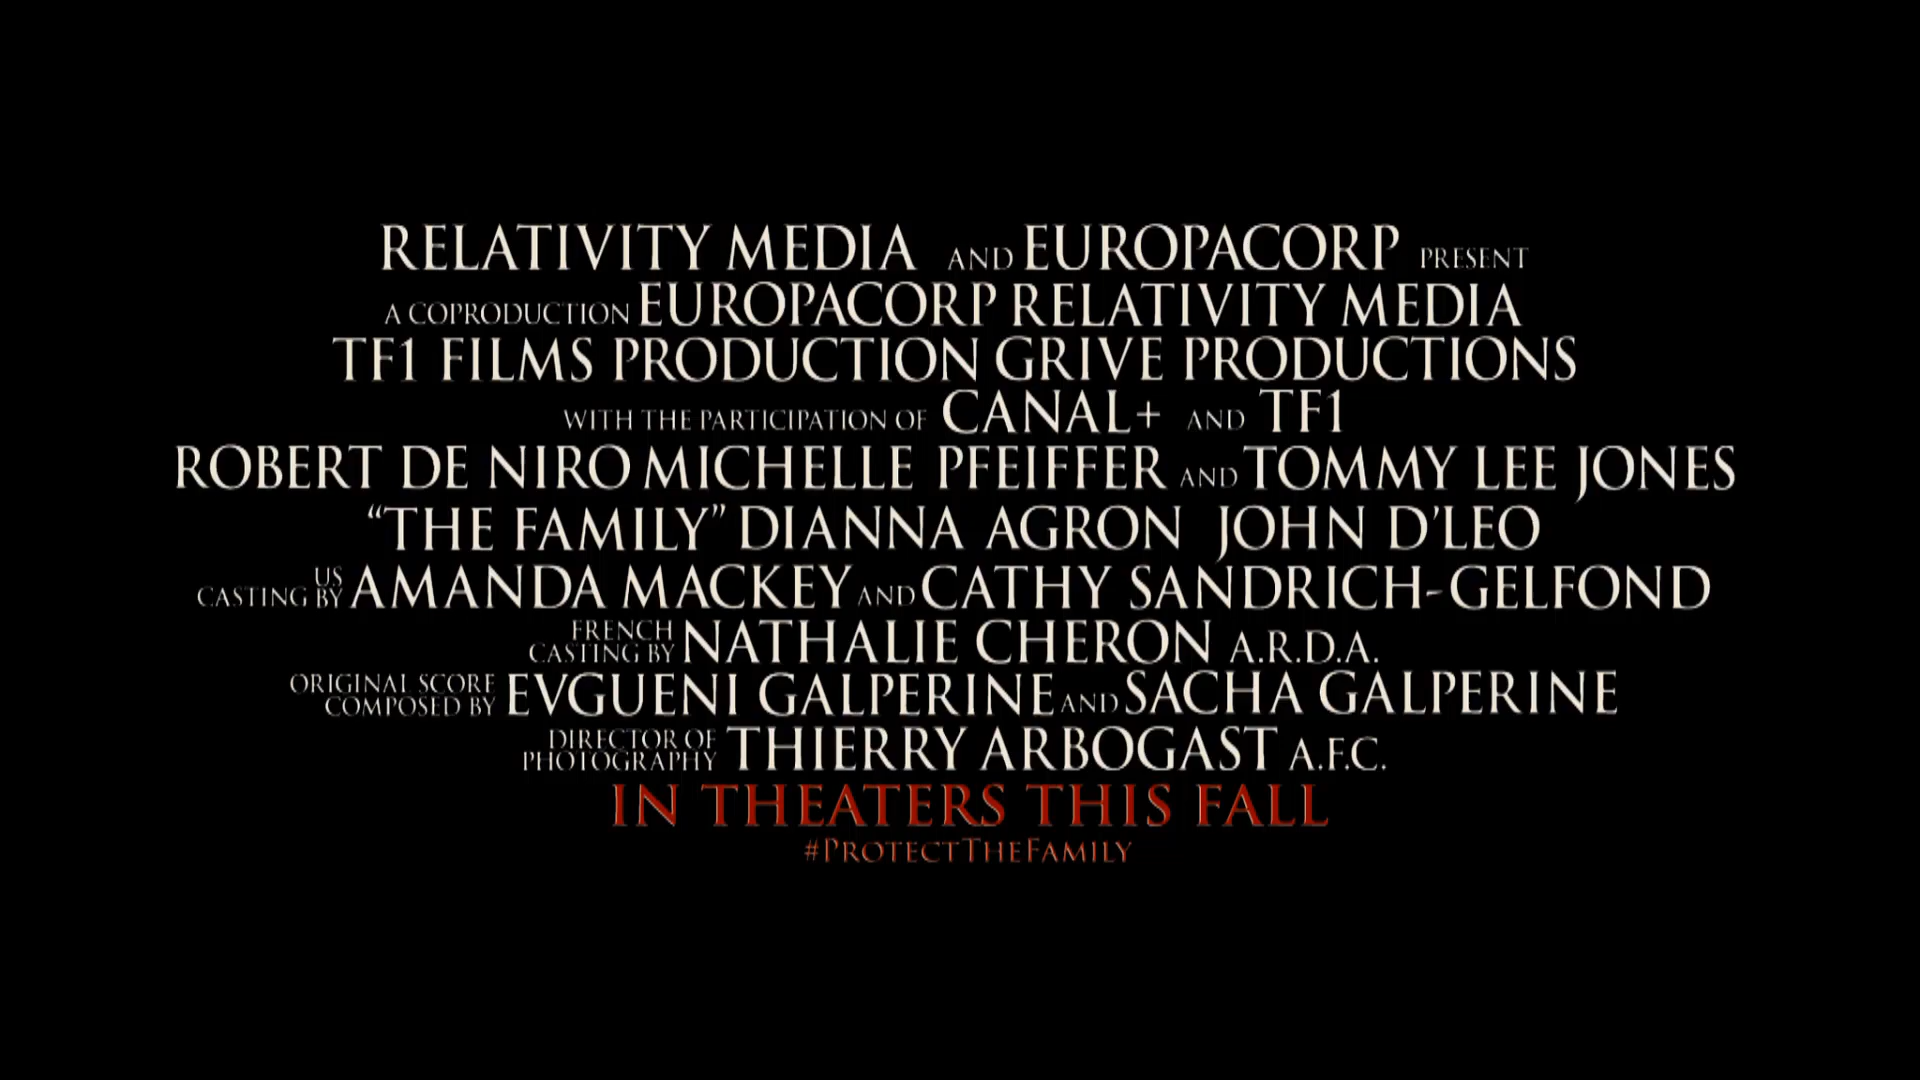 RELATIVITY MEDIA AND EUROPACORP PRESENT
A COPRODUCTION EUROPACORP RELATIVITY MEDIA
TF1 FILMS PRODUCTION GRIVE PRODUCTIONS
WITH THE PARTICIPATION OF CANAL+ AND TF1
ROBERT DE NIRO MICHELLE PFEIFFER AND TOMMY LEE JONES
“THE FAMILY” DIANNA AGRON JOHN D’LEO
US CASTING BY AMANDA MACKEY AND CATHY SANDRICH-GELFOND
FRENCH CASTING BY NATHALIE CHERON A.R.D.A.
ORIGINAL SCORE COMPOSED BY EVGUENI GALPERINE AND SACHA GALPERINE
DIRECTOR OF PHOTOGRAPHY THIERRY ARBOGAST A.F.C.
IN THEATERS THIS FALL
#PROTECTTHEFAMILY